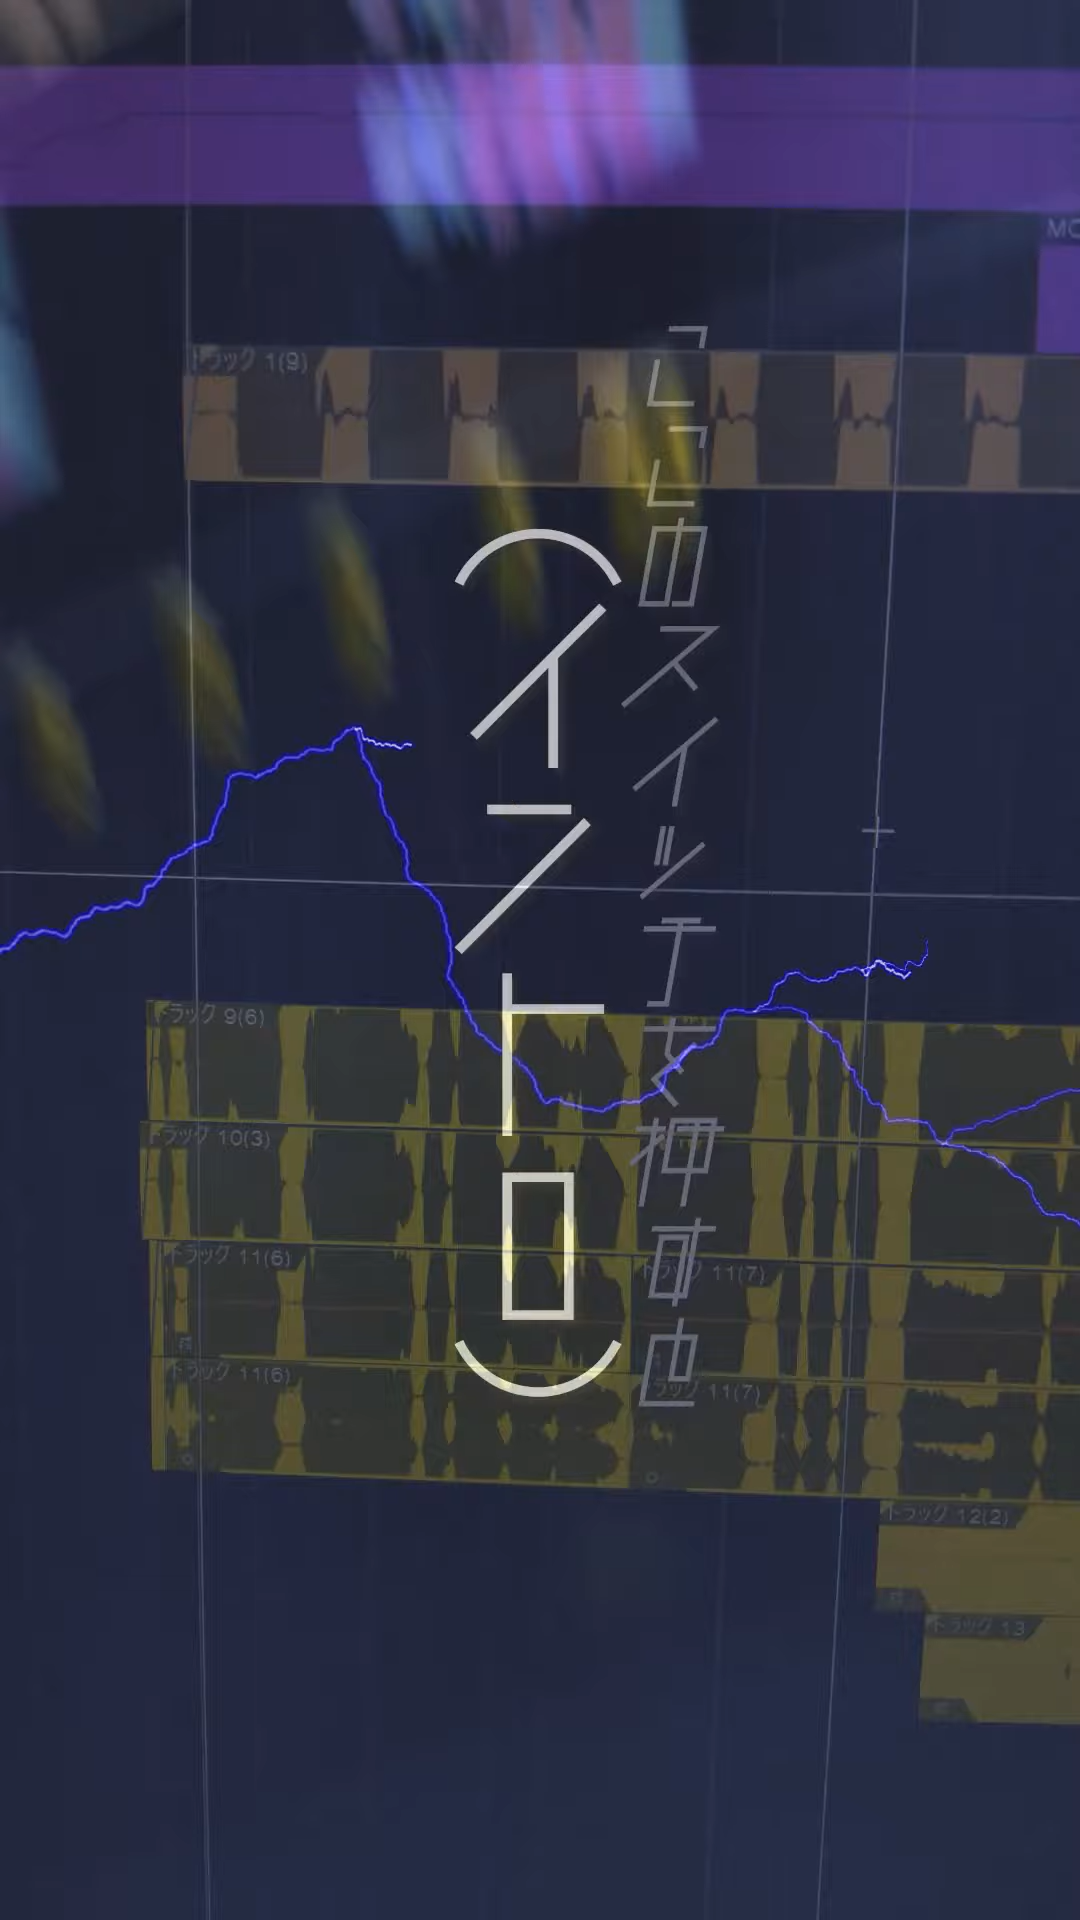 ここのスイッチを押す也
(イントロ)
MO
トラック 1(9)
トラック 9(6)
トラック 10(3)
トラック 11(6)
トラック 11(7)
トラック 11(6)
トラック 11(7)
トラック 12(2)
トラック 13